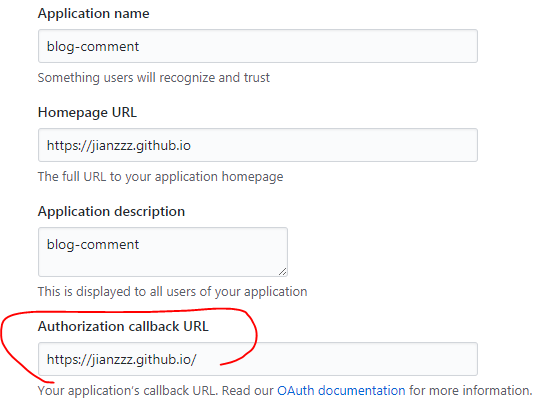 Application name
blog-comment
Something users will recognize and trust
Homepage URL
https://jianzzz.github.io
The full URL to your application homepage
Application description
blog-comment
This is displayed to all users of your application
Authorization callback URL
https://jianzzz.github.io/
Your application's callback URL. Read our OAuth documentation for more information.